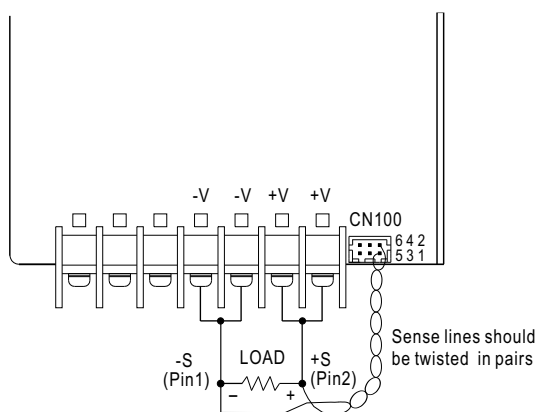 -V -V +V +V
CN100
6 4 2
5 3 1
-S LOAD +S
(Pin1) (Pin2)
− +
Sense lines should
be twisted in pairs